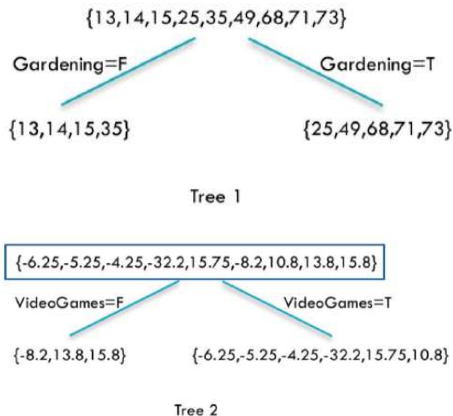 {13,14,15,25,35,49,68,71,73}
Gardening=F Gardening=T
{13,14,15,35} {25,49,68,71,73}
Tree 1
{-6.25,-5.25,-4.25,-32.2,15.75,-8.2,10.8,13.8,15.8}
VideoGames=F VideoGames=T
{-8.2,13.8,15.8} {-6.25,-5.25,-4.25,-32.2,15.75,10.8}
Tree 2